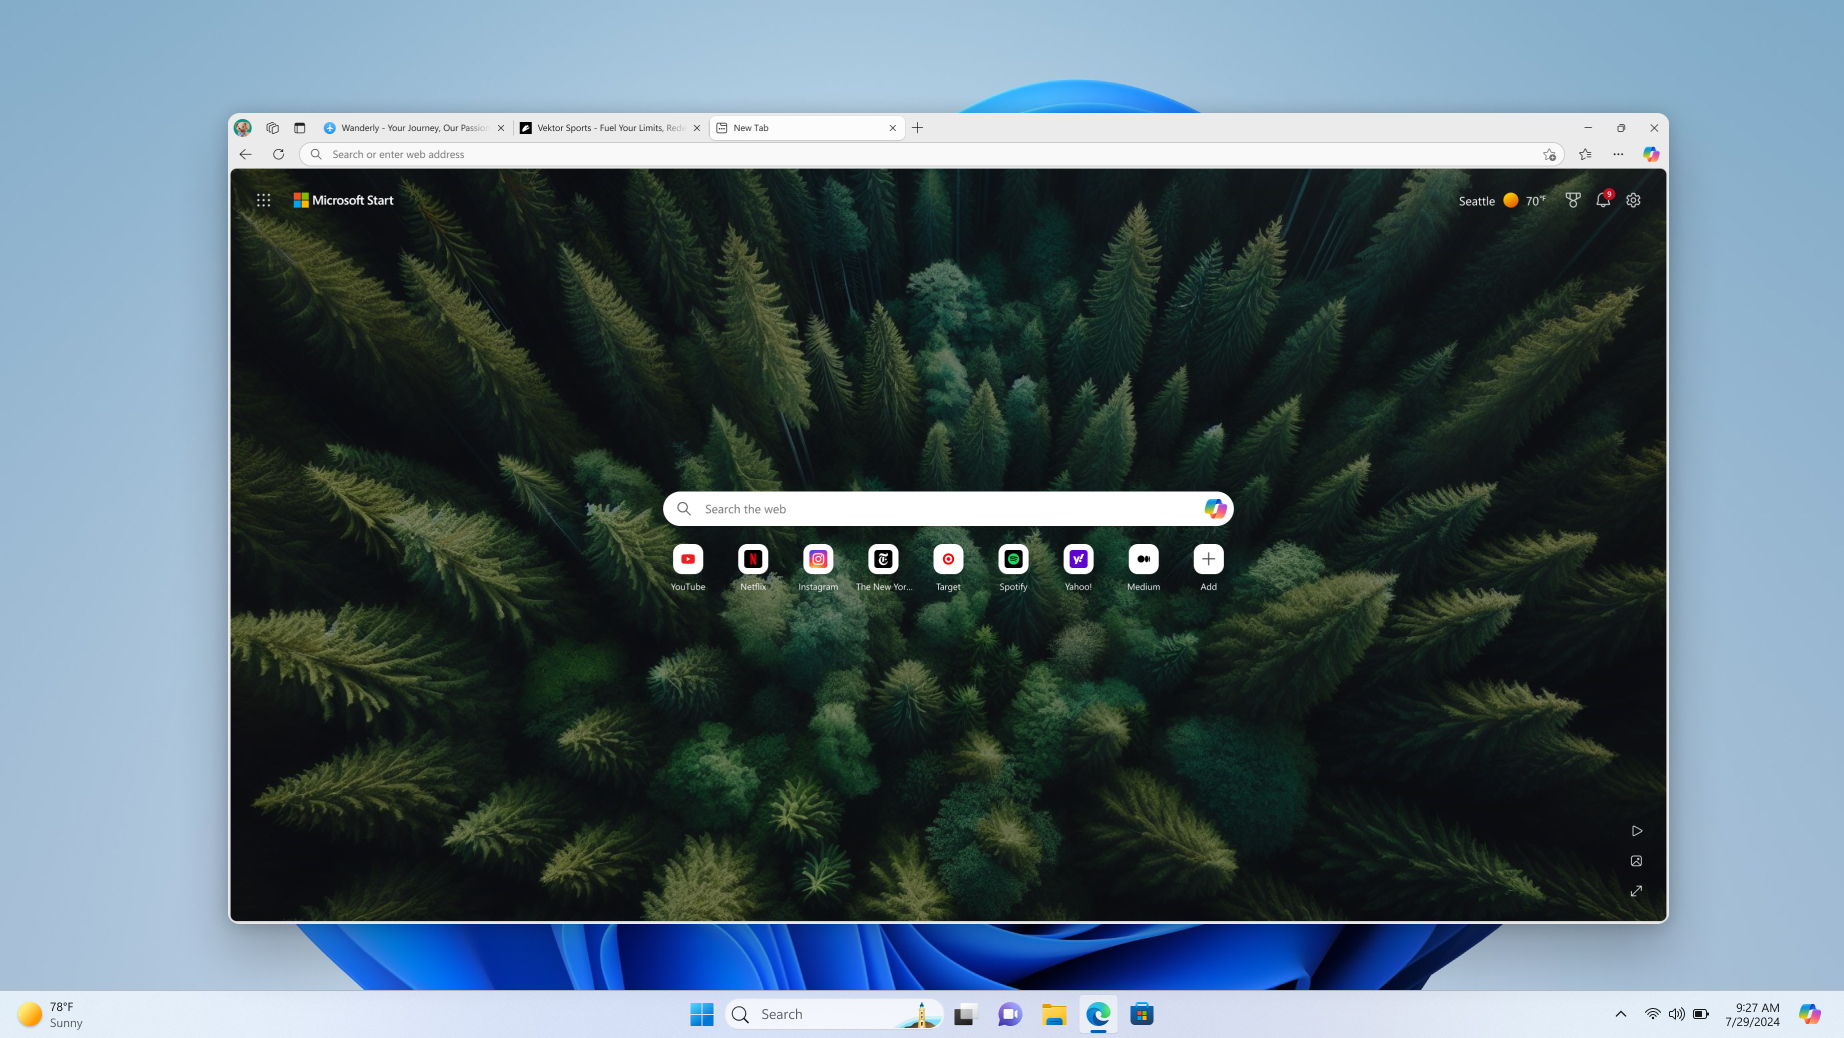 Wanderly - Your Journey, Our Passion
Vektor Sports - Fuel Your Limits, Rede
New Tab
Search or enter web address
Microsoft Start
Seattle 70°F
9
Search the web
YouTube
Netflix
Instagram
The New Yor...
Target
Spotify
Yahoo!
Medium
Add
78°F
Sunny
Search
9:27 AM
7/29/2024